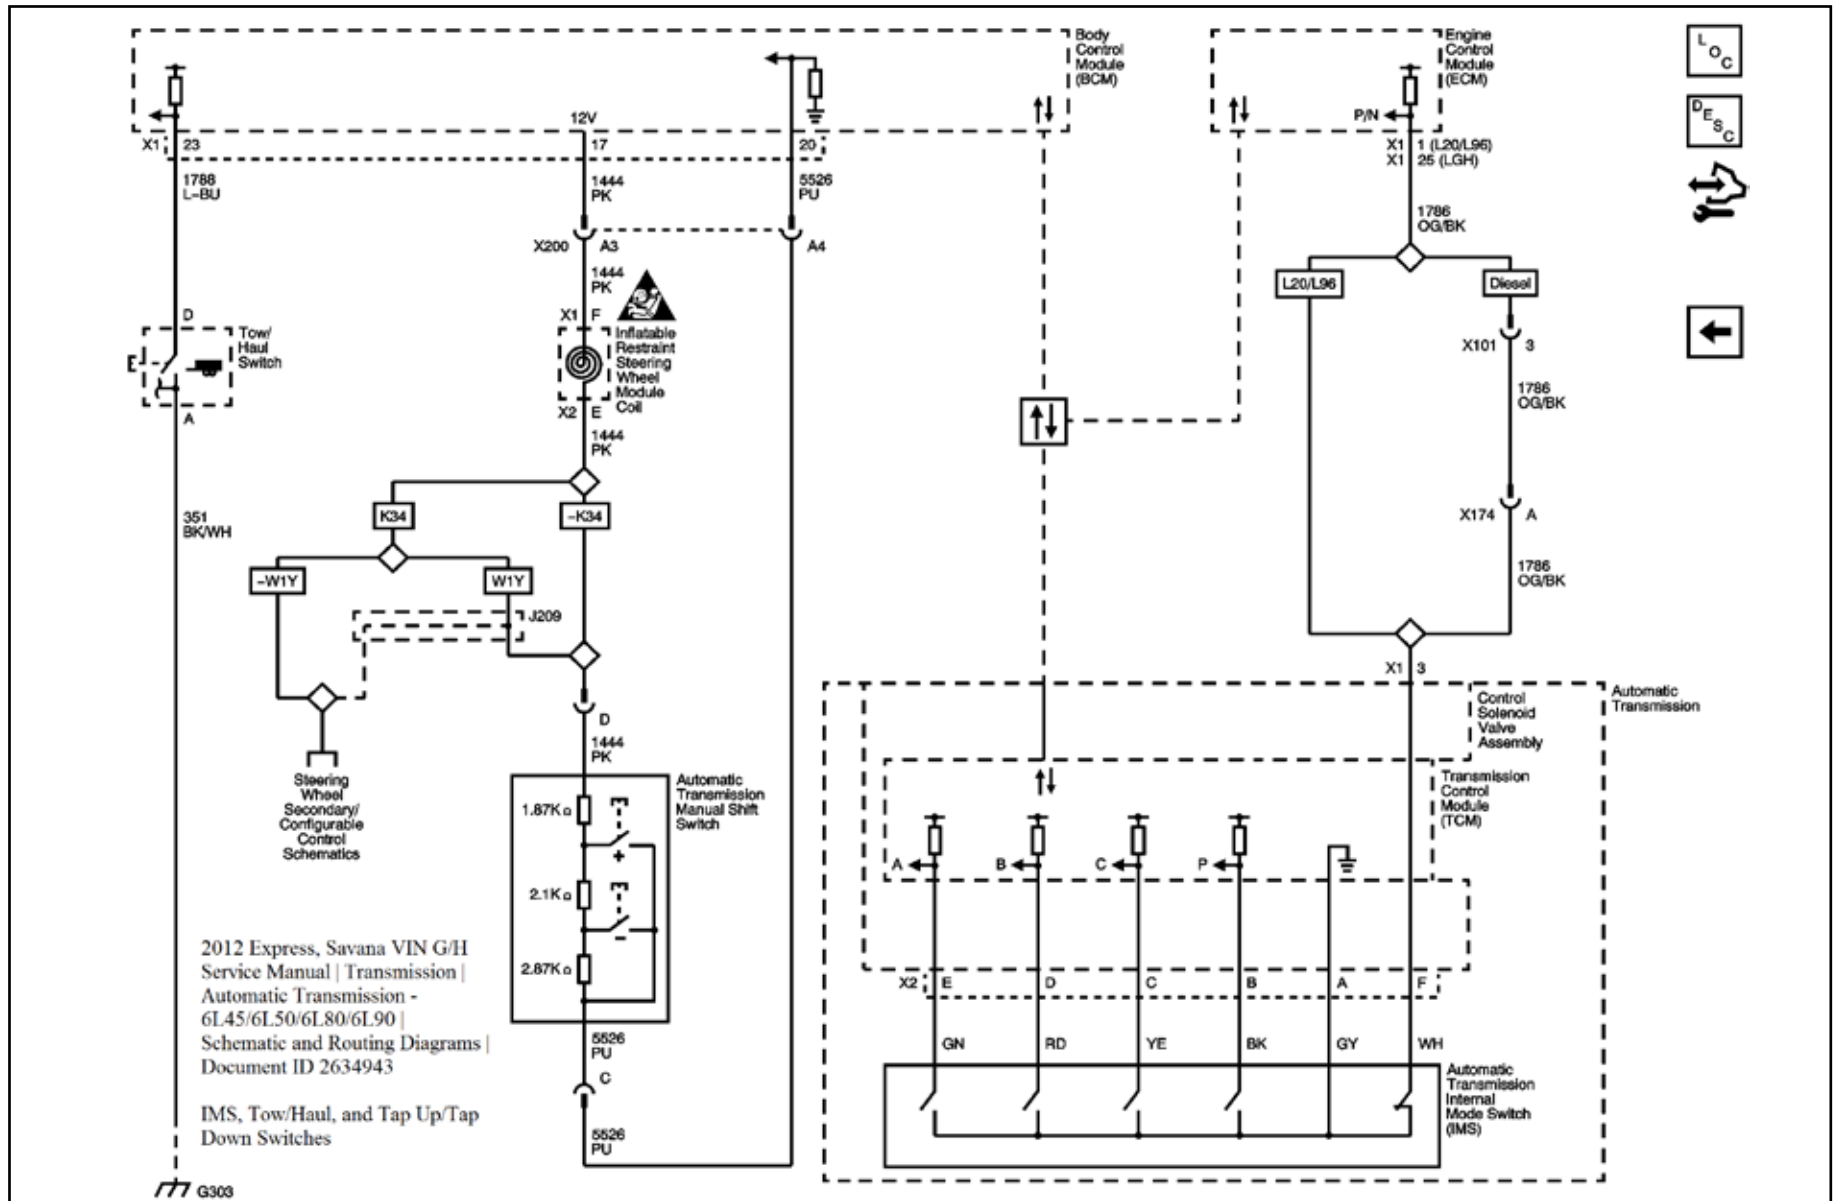 Body
Control
Module
(BCM)
Engine
Control
Module
(ECM)
L
O
C
D
E
S
C
12V
P/N
X1 23
17
20
X1 1 (L20/L96)
X1 25 (LGH)
1788
L-BU
1444
PK
5526
PU
1786
OG/BK
X200 A3
A4
1444
PK
L20/L96
Diesel
D
X1 F
Tow/
Haul
Switch
Inflatable
Restraint
Steering
Wheel
Module
Coil
X101 3
A
X2 E
1786
OG/BK
1444
PK
351
BK/WH
K34
-K34
X174 A
-W1Y
W1Y
1786
OG/BK
J209
X1 3
D
1444
PK
Control
Solenoid
Valve
Assembly
Automatic
Transmission
Steering
Wheel
Secondary/
Configurable
Control
Schematics
1.87KΩ
+
2.1KΩ
-
2.87KΩ
Automatic
Transmission
Manual Shift
Switch
Transmission
Control
Module
(TCM)
A
B
C
P
2012 Express, Savana VIN G/H
Service Manual | Transmission |
Automatic Transmission -
6L45/6L50/6L80/6L90 |
Schematic and Routing Diagrams |
Document ID 2634943
IMS, Tow/Haul, and Tap Up/Tap
Down Switches
X2 E D C B A F
5526
PU
C
GN RD YE BK GY WH
Automatic
Transmission
Internal
Mode Switch
(IMS)
5526
PU
G303